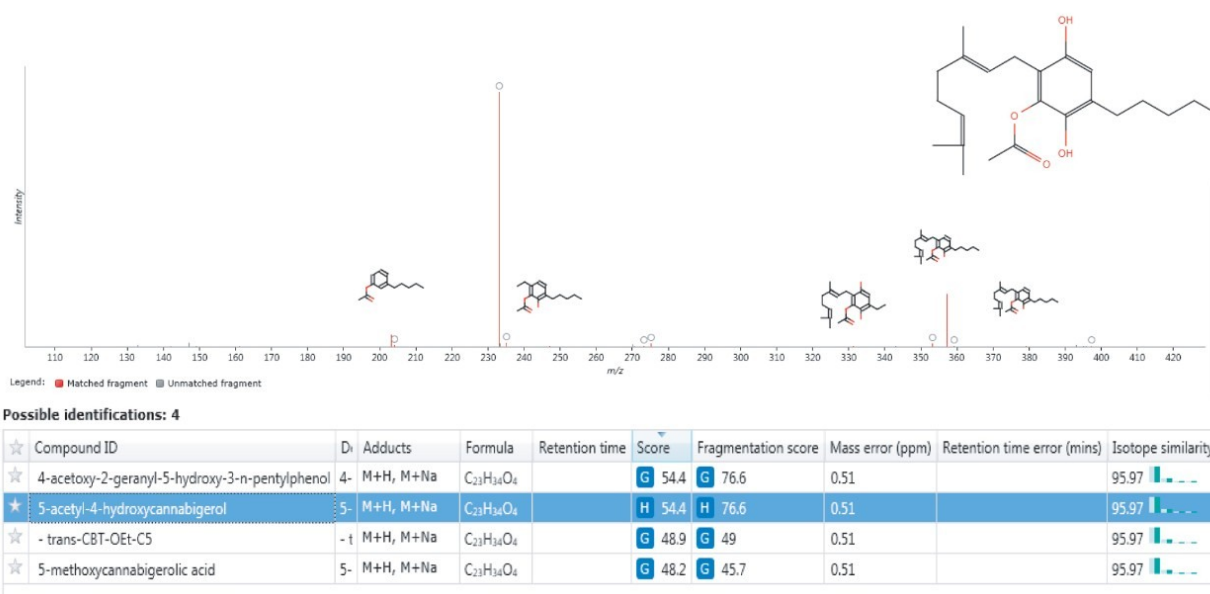 OH
O
O
OH
Intensity
110 120 130 140 150 160 170 180 190 200 210 220 230 240 250 260 270 280 290 300 310 320 330 340 350 360 370 380 390 400 410 420
m/z
Legend: Matched fragment Unmatched fragment
Possible identifications: 4
Compound ID D Adducts Formula Retention time Score Fragmentation score Mass error (ppm) Retention time error (mins) Isotope similarity
4-acetoxy-2-geranyl-5-hydroxy-3-n-pentylphenol 4- M+H, M+Na C₂₃H₃₄O₄ G 54.4 G 76.6 0.51 95.97
5-acetyl-4-hydroxycannabigerol 5- M+H, M+Na C₂₃H₃₄O₄ H 54.4 H 76.6 0.51 95.97
- trans-CBT-OEt-C5 - t M+H, M+Na C₂₃H₃₄O₄ G 48.9 G 49 0.51 95.97
5-methoxycannabigerolic acid 5- M+H, M+Na C₂₃H₃₄O₄ G 48.2 G 45.7 0.51 95.97